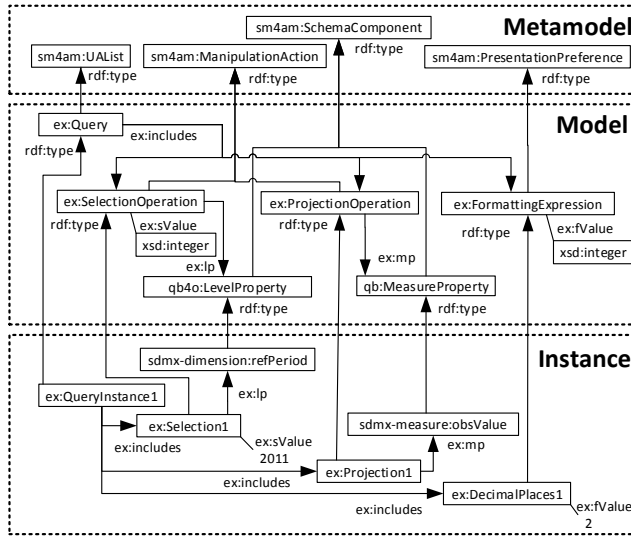 Metamodel
sm4am:SchemaComponent
sm4am:UAList
sm4am:ManipulationAction
sm4am:PresentationPreference
rdf:type
rdf:type
rdf:type
rdf:type
Model
ex:Query
ex:includes
rdf:type
ex:SelectionOperation
ex:ProjectionOperation
ex:FormattingExpression
rdf:type
ex:sValue
rdf:type
rdf:type
ex:fValue
xsd:integer
xsd:integer
ex:lp
ex:mp
qb4o:LevelProperty
qb:MeasureProperty
rdf:type
rdf:type
Instance
sdmx-dimension:refPeriod
ex:QueryInstance1
ex:lp
ex:Selection1
sdmx-measure:obsValue
ex:includes
ex:sValue
2011
ex:mp
ex:Projection1
ex:includes
ex:DecimalPlaces1
ex:includes
ex:fValue
2